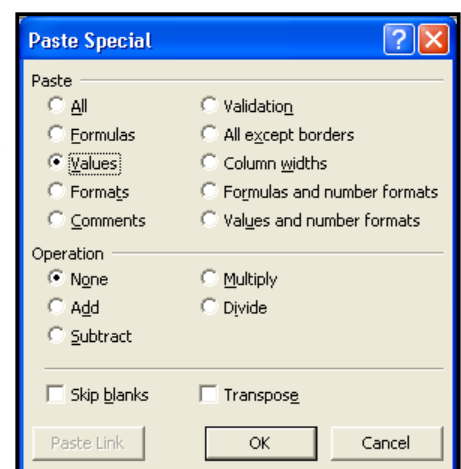 Paste Special
Paste
All
Validation
Formulas
All except borders
Values
Column widths
Formats
Formulas and number formats
Comments
Values and number formats
Operation
None
Multiply
Add
Divide
Subtract
Skip blanks
Transpose
Paste Link
OK
Cancel